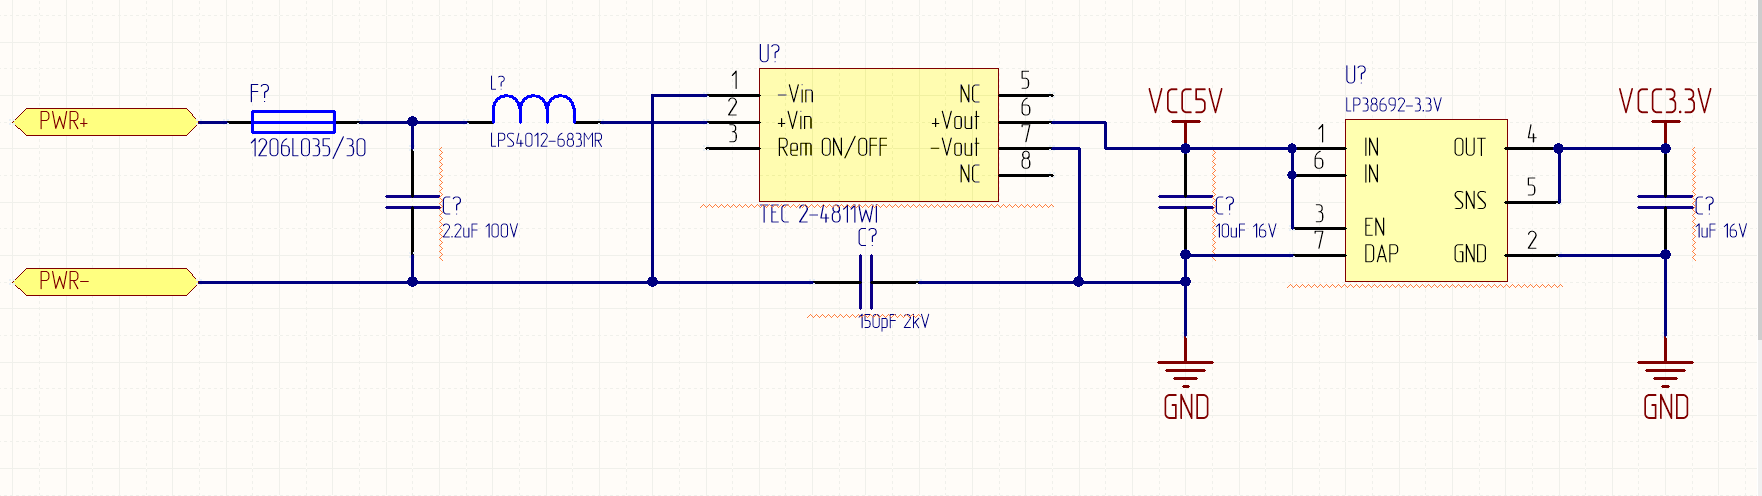 PWR+
F?
1206L035/30
L?
LPS4012-683MR
C?
2.2uF 100V
PWR-
U?
1
2
3
-Vin
+Vin
Rem ON/OFF
NC
+Vout
-Vout
NC
5
6
7
8
TEC 2-4811WI
C?
150pF 2kV
VCC5V
C?
10uF 16V
GND
U?
LP38692-3.3V
1
6
3
7
IN
IN
EN
DAP
OUT
SNS
GND
4
5
2
VCC3.3V
C?
1uF 16V
GND